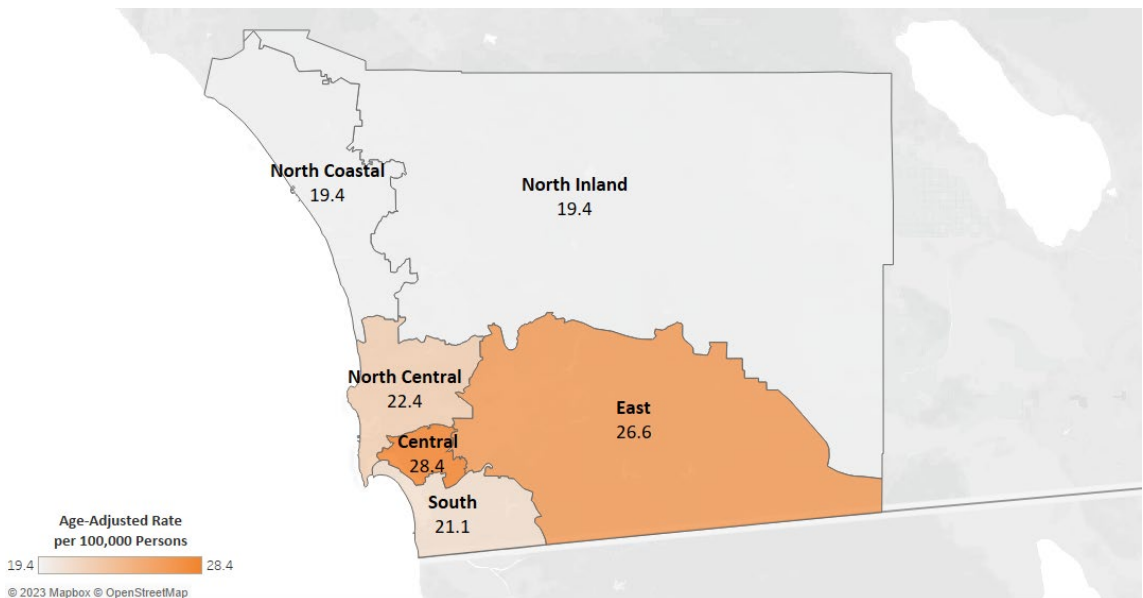 North Coastal
19.4
North Inland
19.4
North Central
22.4
East
26.6
Central
28.4
South
21.1
Age-Adjusted Rate
per 100,000 Persons
19.4 28.4
© 2023 Mapbox © OpenStreetMap